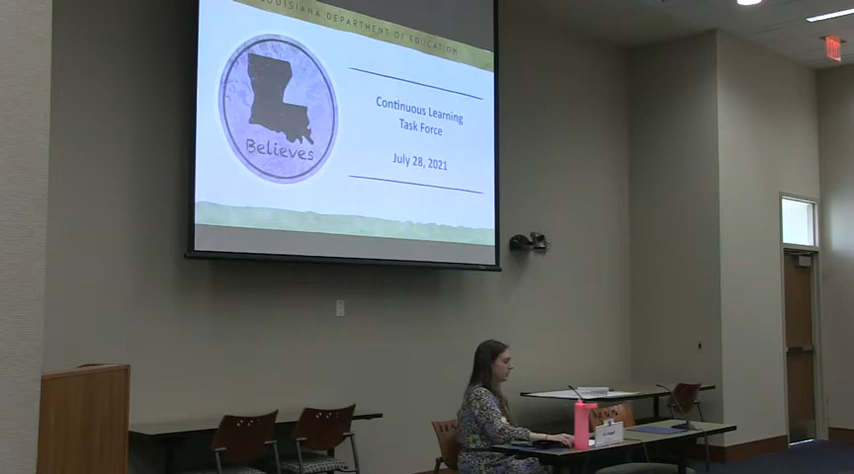 LOUISIANA DEPARTMENT OF EDUCATION
Believes
Continuous Learning
Task Force
July 28, 2021